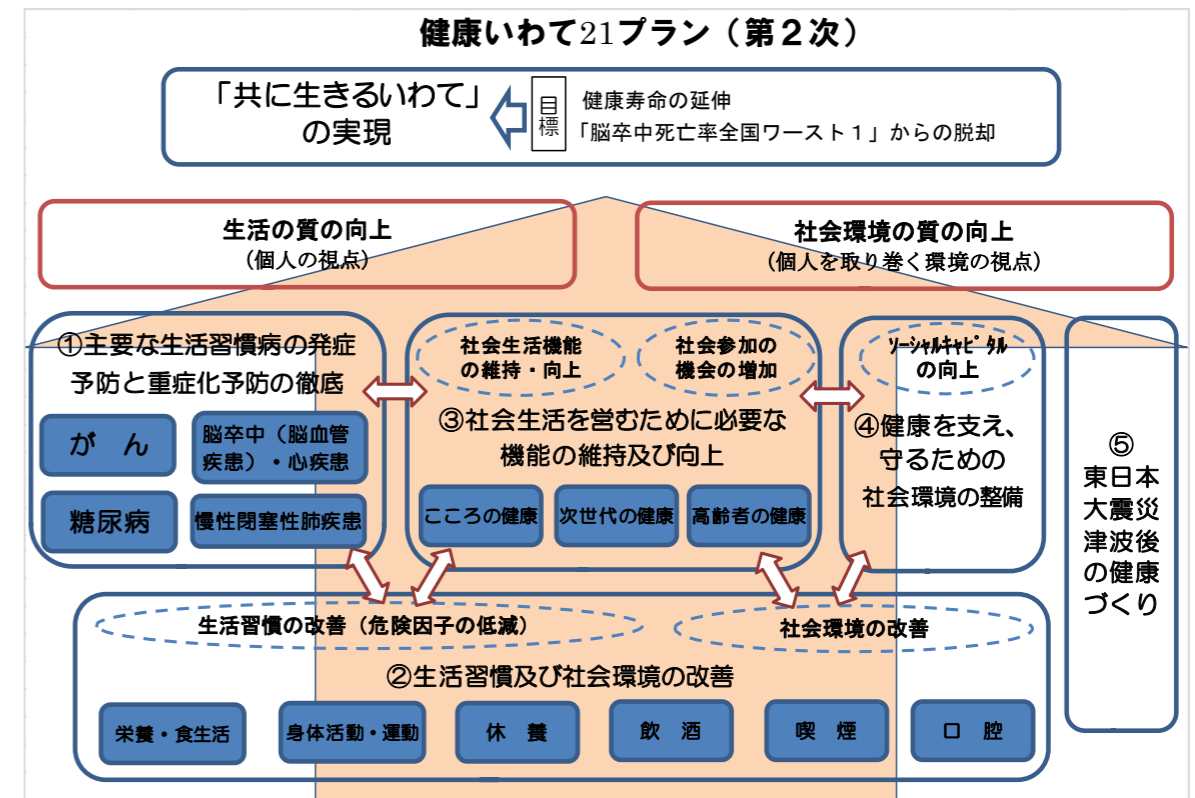 健康いわて21プラン（第２次）
「共に生きるいわて」
の実現
目標
健康寿命の延伸
「脳卒中死亡率全国ワースト１」からの脱却
生活の質の向上
（個人の視点）
社会環境の質の向上
（個人を取り巻く環境の視点）
①主要な生活習慣病の発症
予防と重症化予防の徹底
がん
脳卒中（脳血管
疾患）・心疾患
糖尿病
慢性閉塞性肺疾患
社会生活機能
の維持・向上
社会参加の
機会の増加
③社会生活を営むために必要な
機能の維持及び向上
こころの健康
次世代の健康
高齢者の健康
ｿｰｼｬﾙｷｬﾋﾟﾀﾙ
の向上
④健康を支え、
守るための
社会環境の整備
⑤
東日本
大震災
津波後
の健康
づくり
生活習慣の改善（危険因子の低減）
社会環境の改善
②生活習慣及び社会環境の改善
栄養・食生活
身体活動・運動
休　養
飲　酒
喫　煙
口　腔